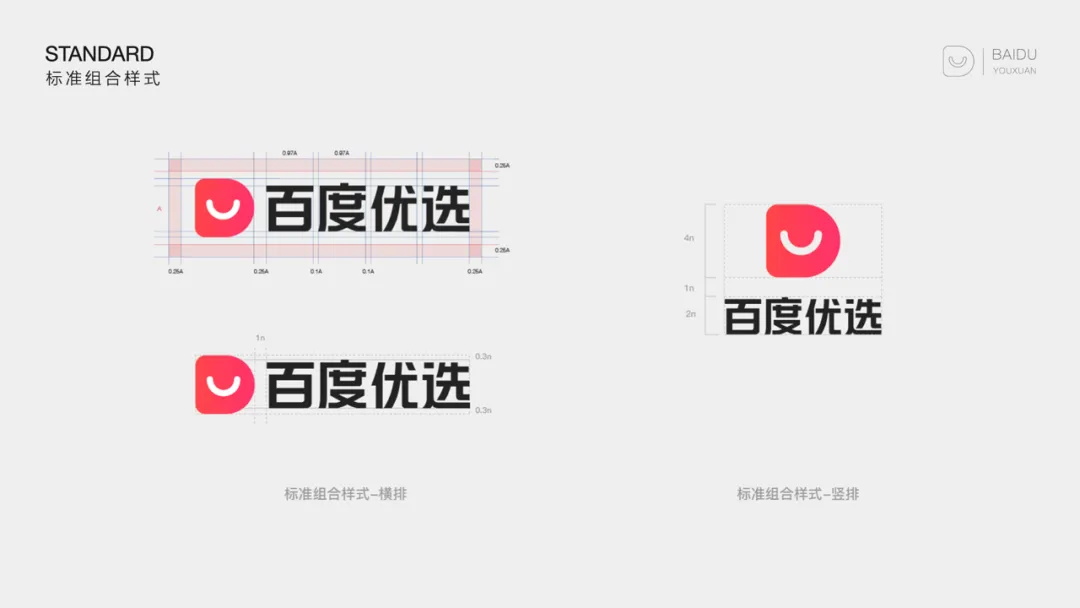 STANDARD
标准组合样式
BAIDU
YOUXUAN
0.97A
0.97A
0.25A
A
百度优选
0.25A
0.25A
0.25A
0.1A
0.1A
0.25A
4n
1n
2n
百度优选
1n
0.3n
百度优选
0.3n
标准组合样式-横排
标准组合样式-竖排